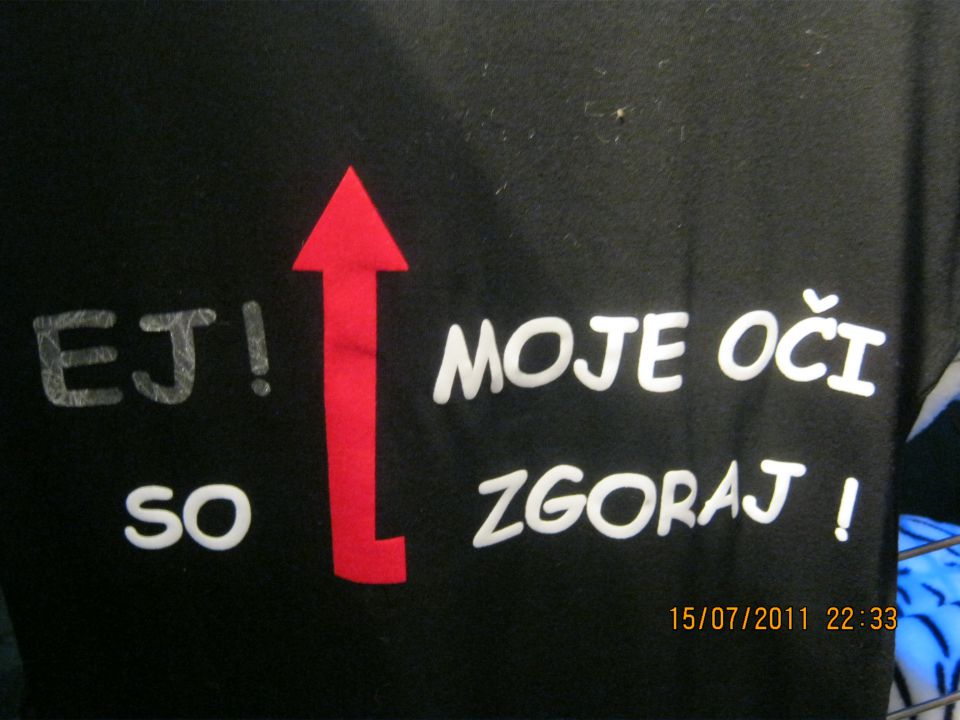 EJ! MOJE OČI
SO ZGORAJ!
15/07/2011 22:33